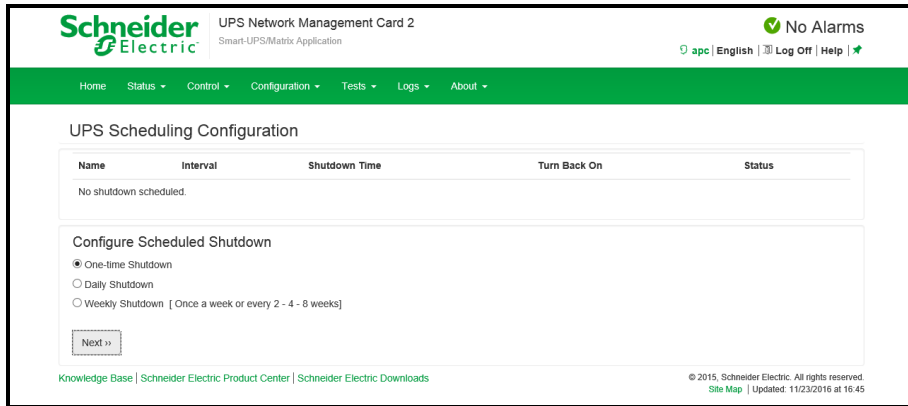 Schneider Electric
UPS Network Management Card 2
Smart-UPS/Matrix Application
No Alarms
apc | English | Log Off | Help |
Home Status Control Configuration Tests Logs About
UPS Scheduling Configuration
Name Interval Shutdown Time Turn Back On Status
No shutdown scheduled.
Configure Scheduled Shutdown
One-time Shutdown
Daily Shutdown
Weekly Shutdown [ Once a week or every 2 - 4 - 8 weeks]
Next ››
Knowledge Base | Schneider Electric Product Center | Schneider Electric Downloads
© 2015, Schneider Electric. All rights reserved.
Site Map | Updated: 11/23/2016 at 16:45